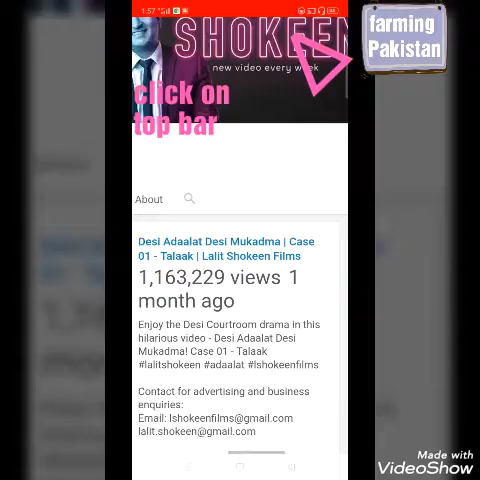 1:57
farming
Pakistan
SHOKEEN
new video every week
click on
top bar
About
Desi Adaalat Desi Mukadma | Case
01 - Talaak | Lalit Shokeen Films
1,163,229 views 1
month ago
Enjoy the Desi Courtroom drama in this
hilarious video - Desi Adaalat Desi
Mukadma! Case 01 - Talaak
#lalitshokeen #adaalat #lshokeenfilms
Contact for advertising and business
enquiries:
Email: lshokeenfilms@gmail.com
lalit.shokeen@gmail.com
Made with
VideoShow